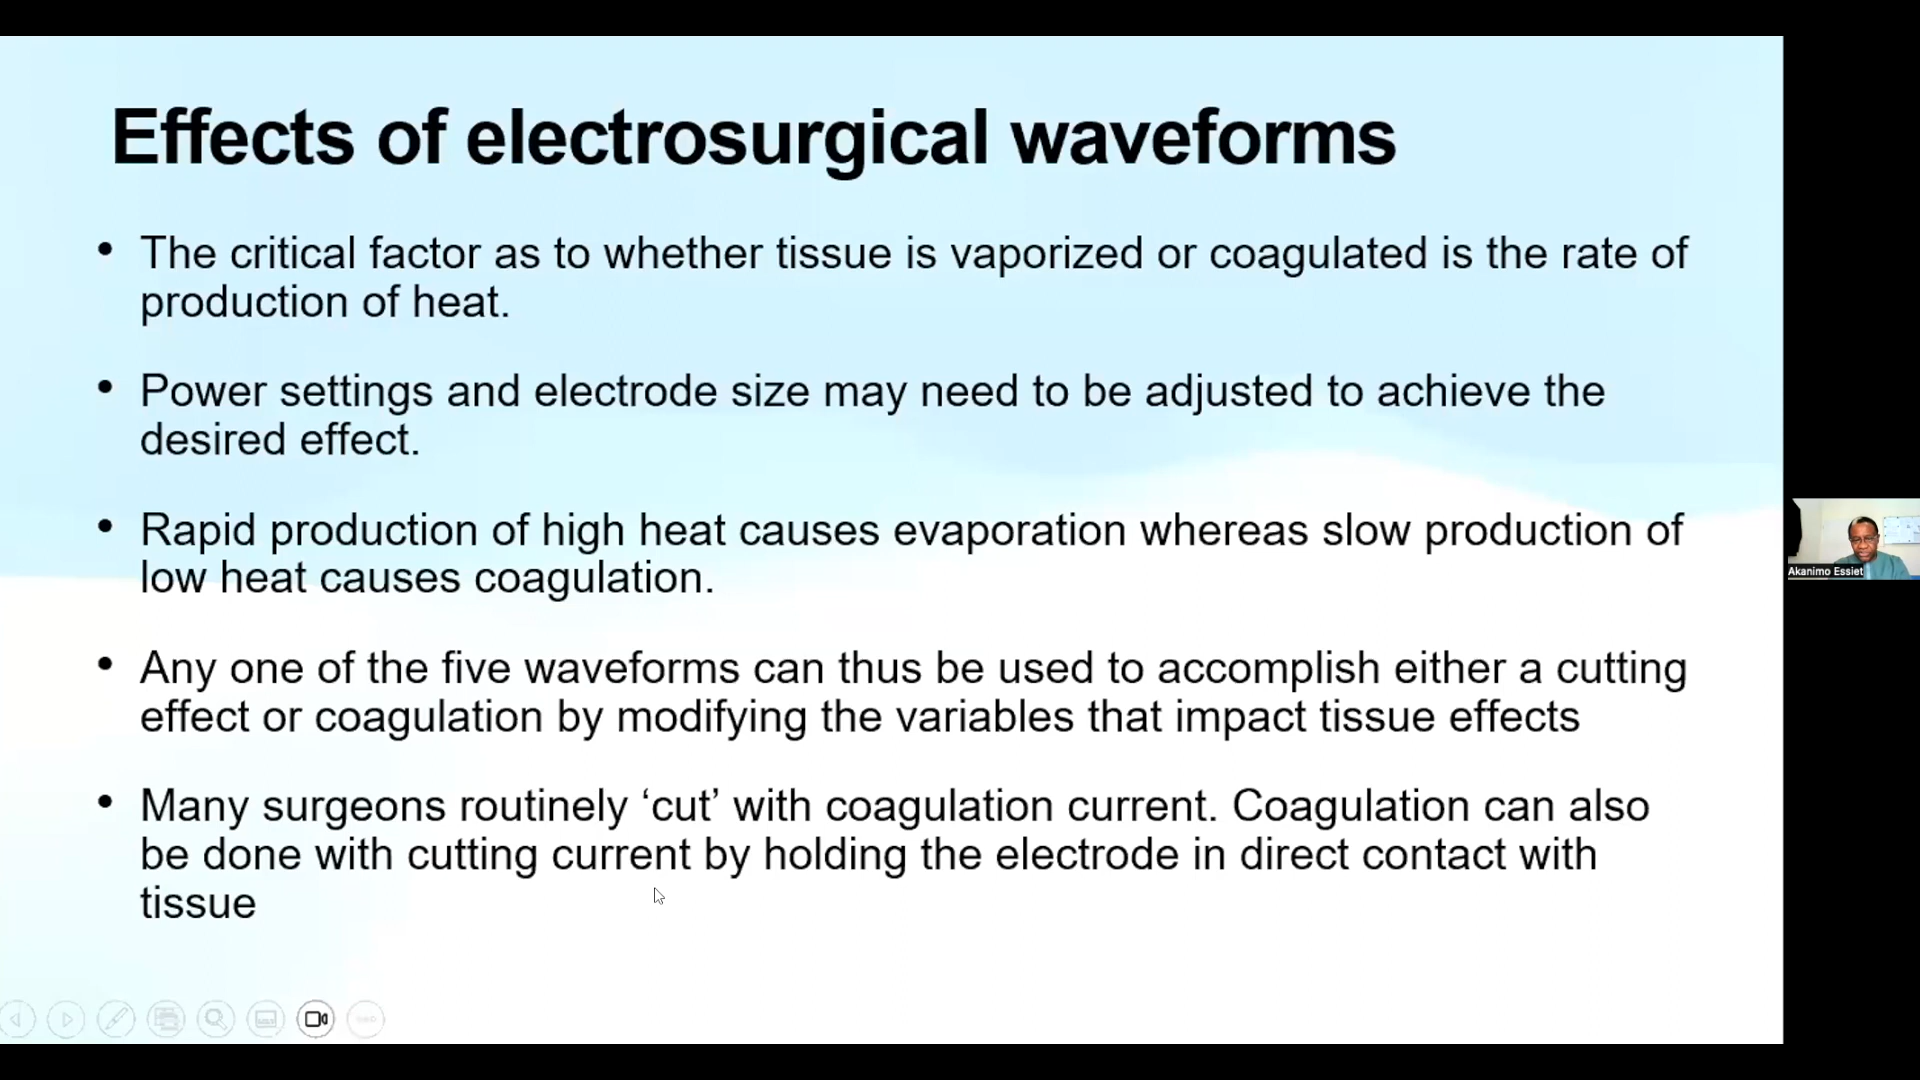 Effects of electrosurgical waveforms
• The critical factor as to whether tissue is vaporized or coagulated is the rate of
production of heat.
• Power settings and electrode size may need to be adjusted to achieve the
desired effect.
• Rapid production of high heat causes evaporation whereas slow production of
low heat causes coagulation.
• Any one of the five waveforms can thus be used to accomplish either a cutting
effect or coagulation by modifying the variables that impact tissue effects
• Many surgeons routinely ‘cut’ with coagulation current. Coagulation can also
be done with cutting current by holding the electrode in direct contact with
tissue
Akanimo Essiet